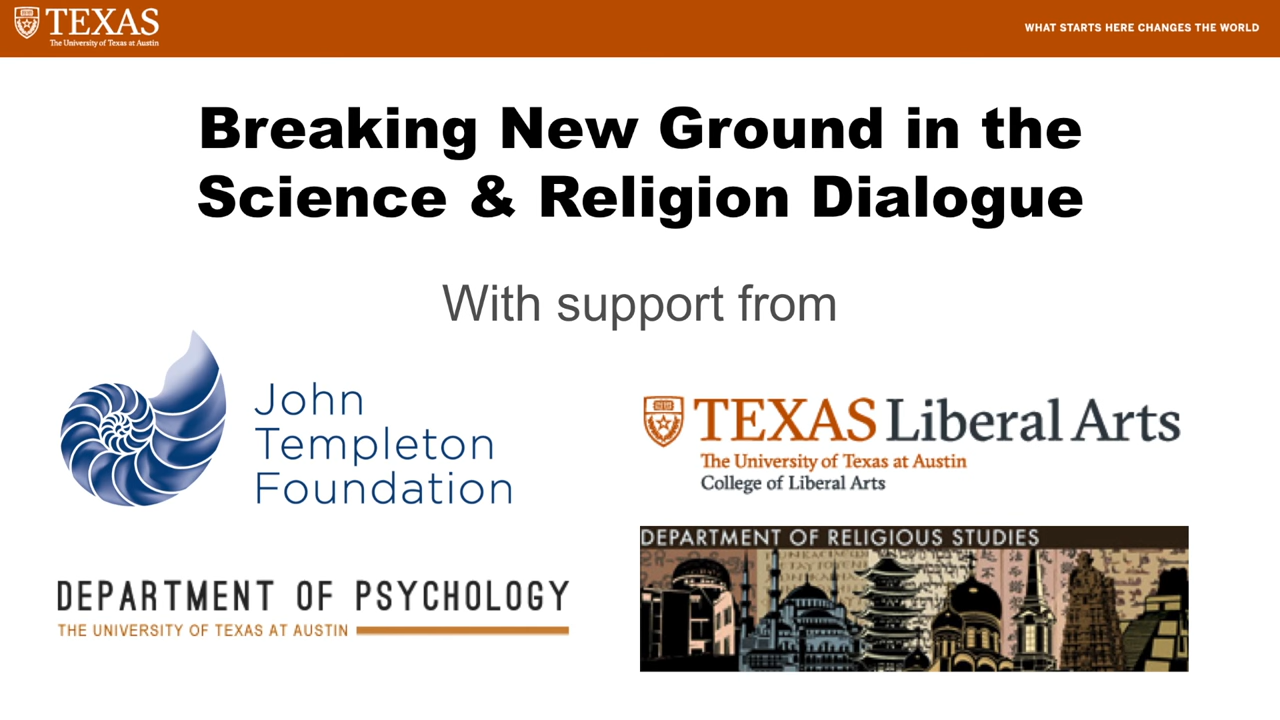 TEXAS
The University of Texas at Austin
WHAT STARTS HERE CHANGES THE WORLD
Breaking New Ground in the
Science & Religion Dialogue
With support from
John
Templeton
Foundation
TEXAS Liberal Arts
The University of Texas at Austin
College of Liberal Arts
DEPARTMENT OF PSYCHOLOGY
THE UNIVERSITY OF TEXAS AT AUSTIN
DEPARTMENT OF RELIGIOUS STUDIES